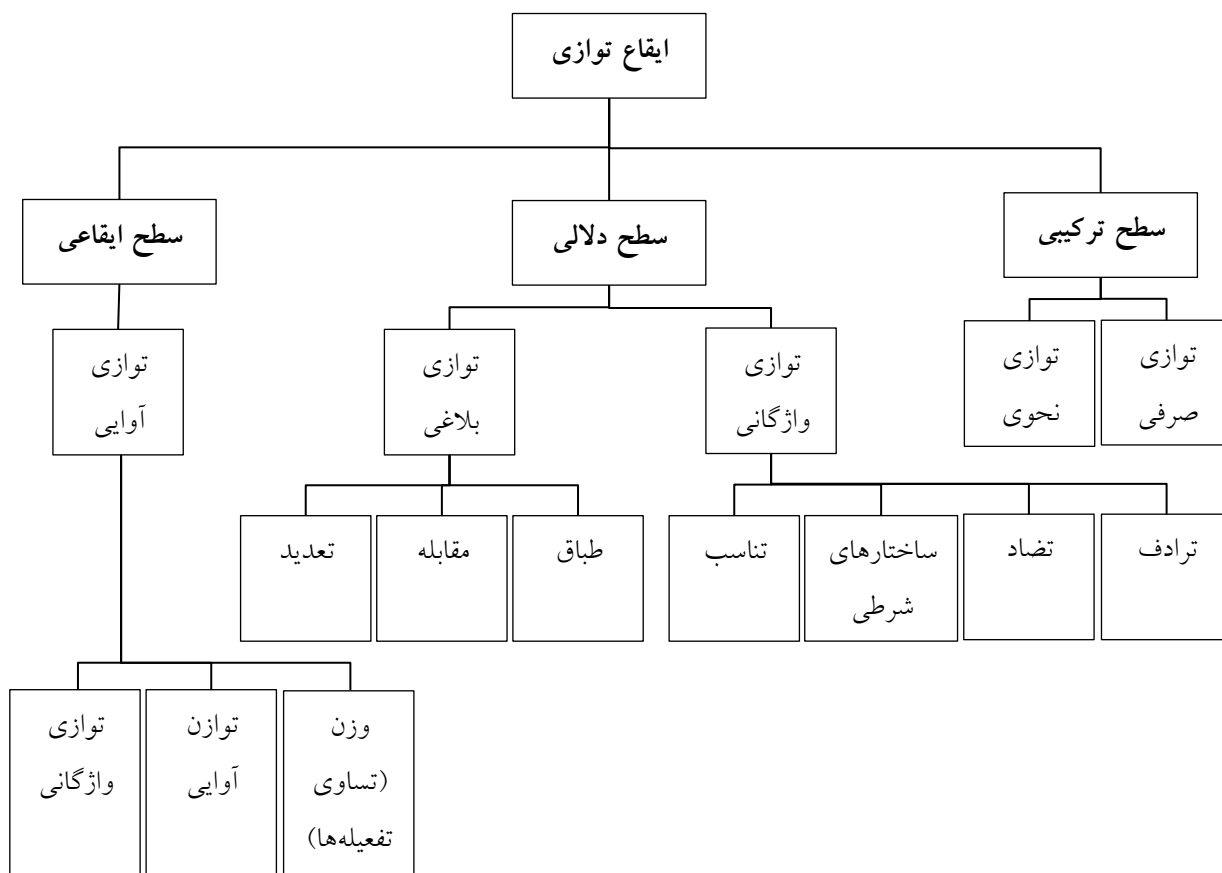 ایقاع توازی
سطح ترکیبی
سطح دلالی
سطح ایقاعی
توازی
صرفی
توازی
نحوی
توازی
واژگانی
توازی
بلاغی
توازی
آوایی
ترادف
تضاد
ساختارهای
شرطی
تناسب
طباق
مقابله
تعدید
وزن
(تساوی
تفعیله‌ها)
توازن
آوایی
توازی
واژگانی